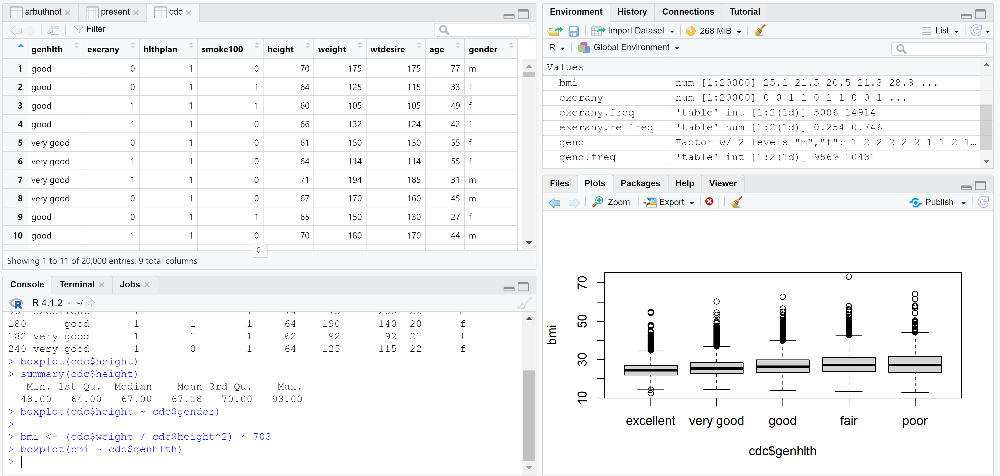 arbuthnot present cdc
Filter
genhlth exerany hlthplan smoke100 height weight wtdesire age gender
1 good 0 1 0 70 175 175 77 m
2 good 0 1 1 64 125 115 33 f
3 good 1 1 1 60 105 105 49 f
4 good 1 1 0 66 132 124 42 f
5 very good 0 1 0 61 150 130 55 f
6 very good 1 1 0 64 114 114 55 f
7 very good 1 1 0 71 194 185 31 m
8 very good 0 1 0 67 170 160 45 m
9 good 0 1 1 65 150 130 27 f
10 good 1 1 0 70 180 170 44 m
0
Showing 1 to 11 of 20,000 entries, 9 total columns
Console Terminal Jobs
R R 4.1.2 · ~/
96 excellent 1 1 1 74 175 200 22 m
180 good 1 1 1 64 190 140 20 f
182 very good 1 1 1 62 92 92 21 f
240 very good 1 0 1 64 125 115 22 f
> boxplot(cdc$height)
> summary(cdc$height)
Min. 1st Qu. Median Mean 3rd Qu. Max.
48.00 64.00 67.00 67.18 70.00 93.00
> boxplot(cdc$height ~ cdc$gender)
>
> bmi <- (cdc$weight / cdc$height^2) * 703
> boxplot(bmi ~ cdc$genhlth)
>
Environment History Connections Tutorial
Import Dataset 268 MiB List
R Global Environment
Values
bmi num [1:20000] 25.1 21.5 20.5 21.3 28.3 ...
exerany num [1:20000] 0 0 1 1 0 1 1 0 0 1 ...
exerany.freq 'table' int [1:2(1d)] 5086 14914
exerany.relfreq 'table' num [1:2(1d)] 0.254 0.746
gend Factor w/ 2 levels "m","f": 1 2 2 2 2 2 1 1 2 1…
gend.freq 'table' int [1:2(1d)] 9569 10431
Files Plots Packages Help Viewer
Zoom Export Publish
70
50
30
10
bmi
excellent very good good fair poor
cdc$genhlth